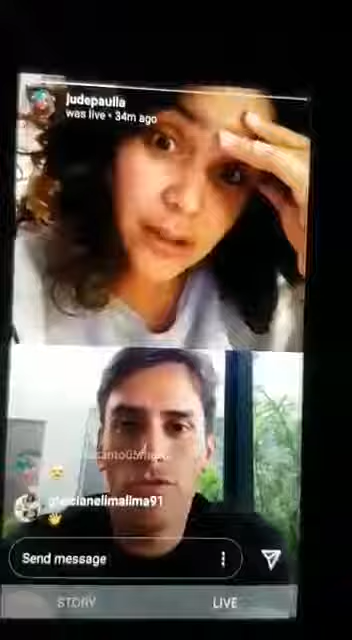 judepaulla
was live • 34m ago
gleicianelimalima91
Send message
STORY
LIVE